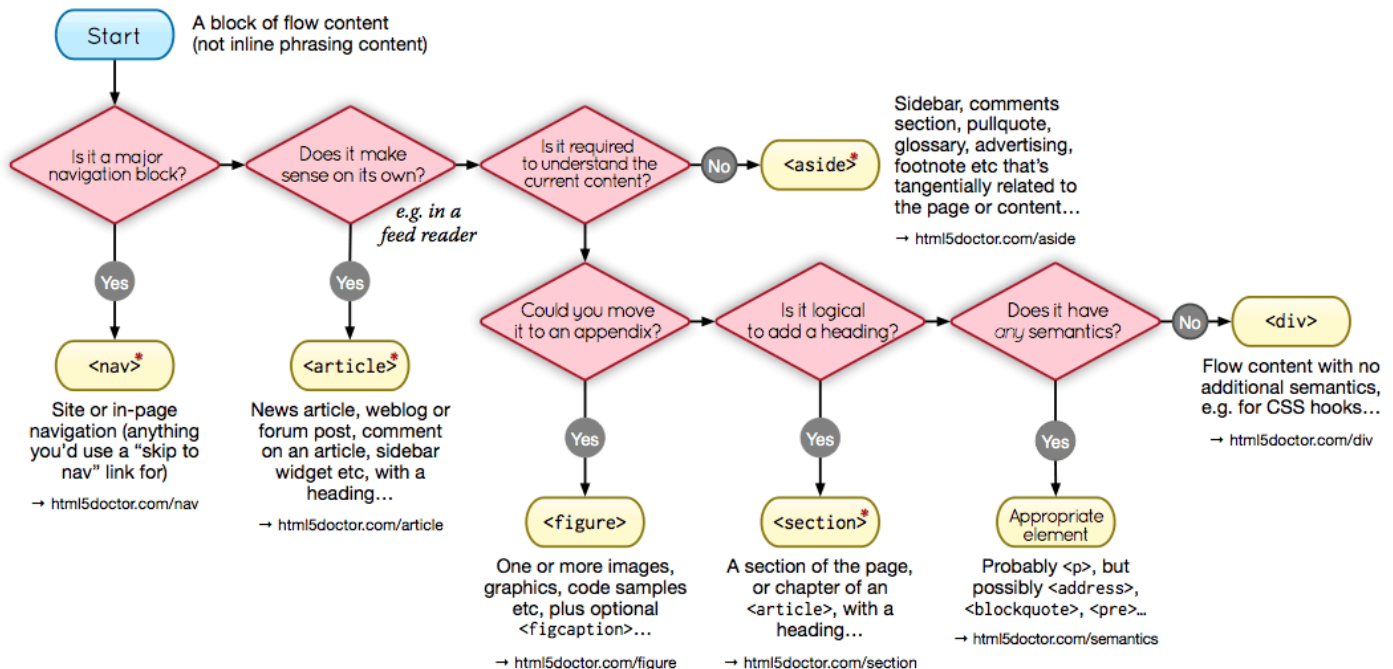 Start
A block of flow content
(not inline phrasing content)
Is it a major
navigation block?
Does it make
sense on its own?
e.g. in a
feed reader
Is it required
to understand the
current content?
No
<aside>*
Sidebar, comments
section, pullquote,
glossary, advertising,
footnote etc that’s
tangentially related to
the page or content…
→ html5doctor.com/aside
Yes
<nav>*
Site or in-page
navigation (anything
you’d use a “skip to
nav” link for)
→ html5doctor.com/nav
Yes
<article>*
News article, weblog or
forum post, comment
on an article, sidebar
widget etc, with a
heading…
→ html5doctor.com/article
Could you move
it to an appendix?
Is it logical
to add a heading?
Does it have
any semantics?
No
<div>
Flow content with no
additional semantics,
e.g. for CSS hooks…
→ html5doctor.com/div
Yes
<figure>
One or more images,
graphics, code samples
etc, plus optional
<figcaption>…
→ html5doctor.com/figure
Yes
<section>*
A section of the page,
or chapter of an
<article>, with a
heading…
→ html5doctor.com/section
Yes
Appropriate
element
Probably <p>, but
possibly <address>,
<blockquote>, <pre>…
→ html5doctor.com/semantics